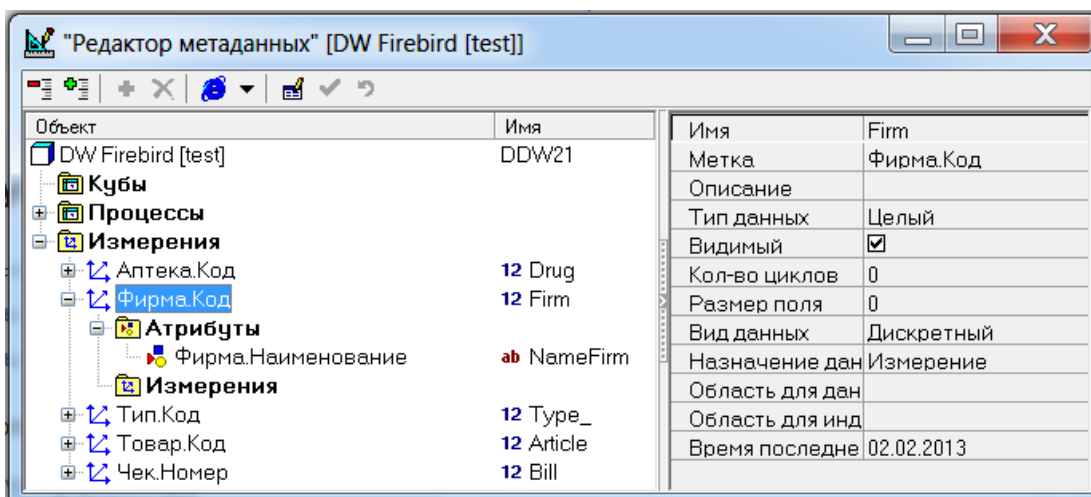 "Редактор метаданных" [DW Firebird [test]]
Объект Имя
DW Firebird [test] DDW21
Кубы
Процессы
Измерения
Аптека.Код 12 Drug
Фирма.Код 12 Firm
Атрибуты
Фирма.Наименование ab NameFirm
Измерения
Тип.Код 12 Type_
Товар.Код 12 Article
Чек.Номер 12 Bill
Имя Firm
Метка Фирма.Код
Описание
Тип данных Целый
Видимый
Кол-во циклов 0
Размер поля 0
Вид данных Дискретный
Назначение дан Измерение
Область для дан
Область для инд
Время последне 02.02.2013